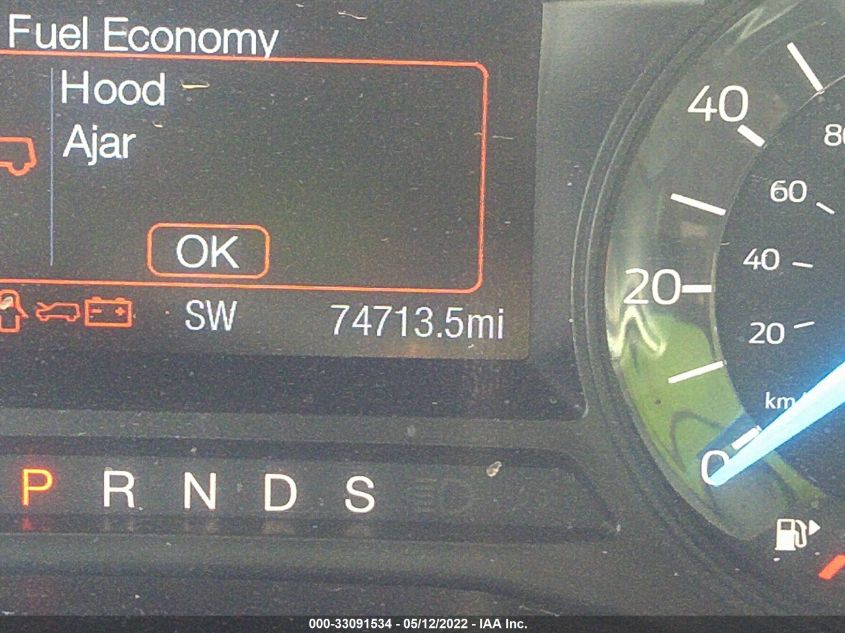 Fuel Economy
Hood
Ajar
OK
SW 74713.5mi
P R N D S
40
20
0
80
60
40
20
km/
000-33091534 - 05/12/2022 - IAA Inc.